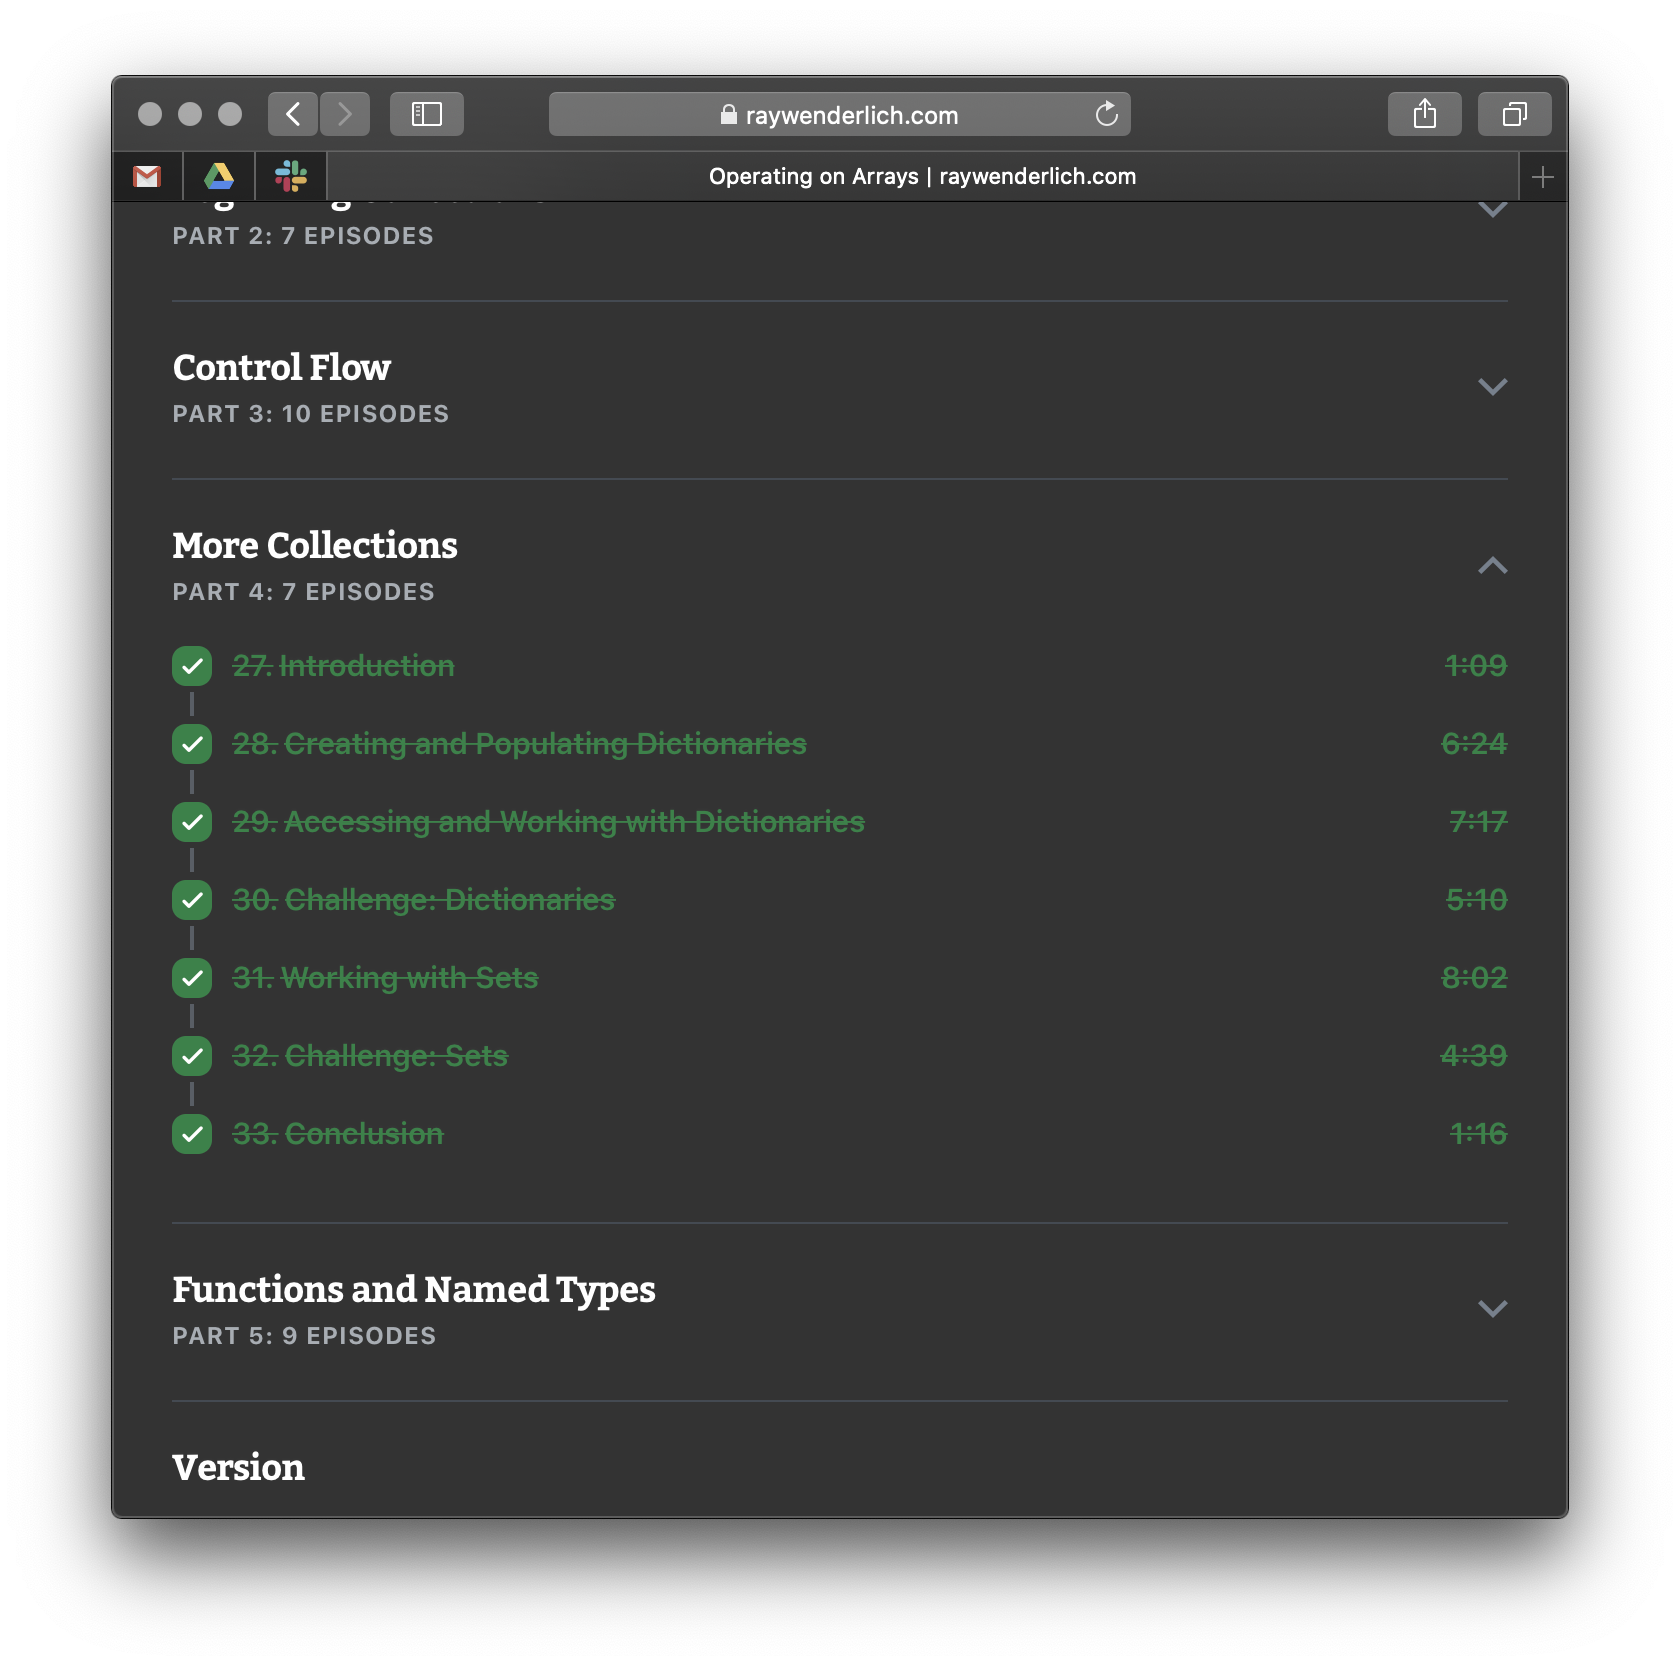 raywenderlich.com
Operating on Arrays | raywenderlich.com
PART 2: 7 EPISODES
Control Flow
PART 3: 10 EPISODES
More Collections
PART 4: 7 EPISODES
27. Introduction 1:09
28. Creating and Populating Dictionaries 6:24
29. Accessing and Working with Dictionaries 7:17
30. Challenge: Dictionaries 5:10
31. Working with Sets 8:02
32. Challenge: Sets 4:39
33. Conclusion 1:16
Functions and Named Types
PART 5: 9 EPISODES
Version